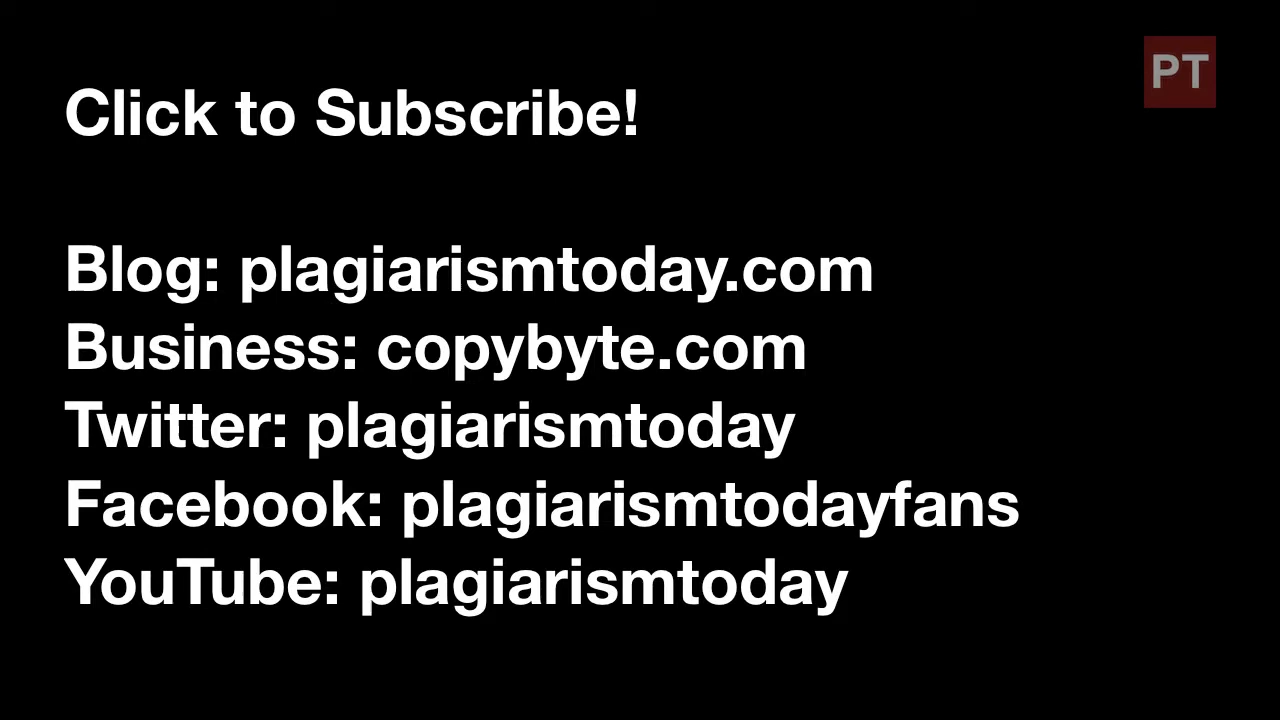 PT
Click to Subscribe!
Blog: plagiarismtoday.com
Business: copybyte.com
Twitter: plagiarismtoday
Facebook: plagiarismtodayfans
YouTube: plagiarismtoday